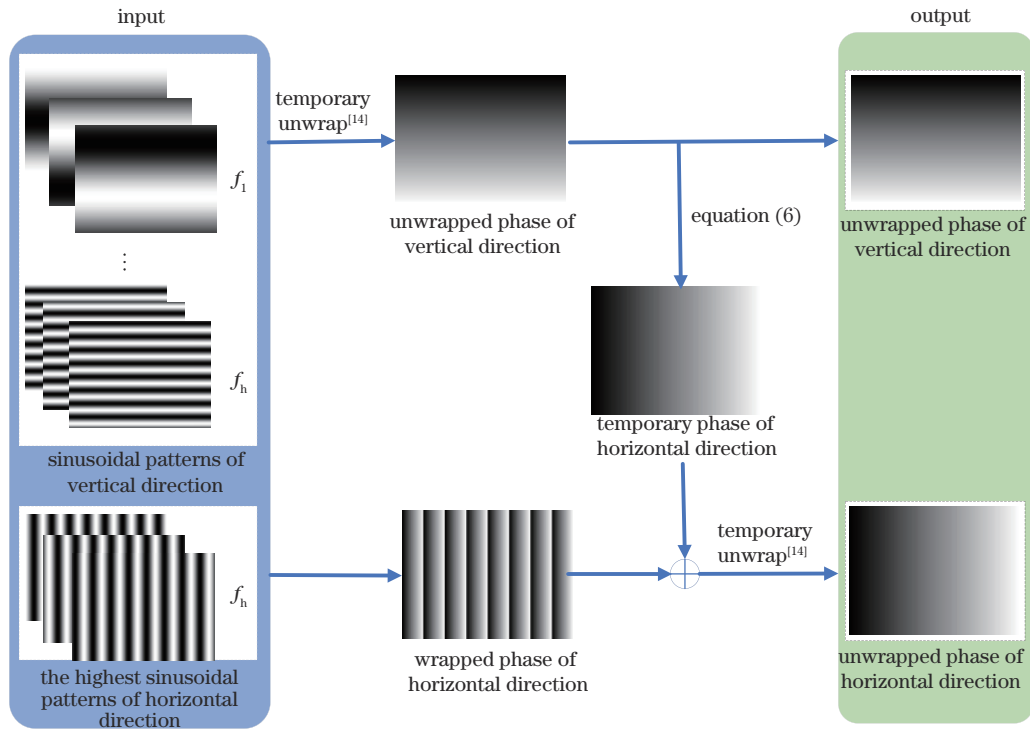 input
output
f1
⋮
fh
sinusoidal patterns of
vertical direction
fh
the highest sinusoidal
patterns of horizontal
direction
temporary
unwrap[14]
unwrapped phase of
vertical direction
equation (6)
temporary phase of
horizontal direction
wrapped phase of
horizontal direction
temporary
unwrap[14]
unwrapped phase of
vertical direction
unwrapped phase of
horizontal direction